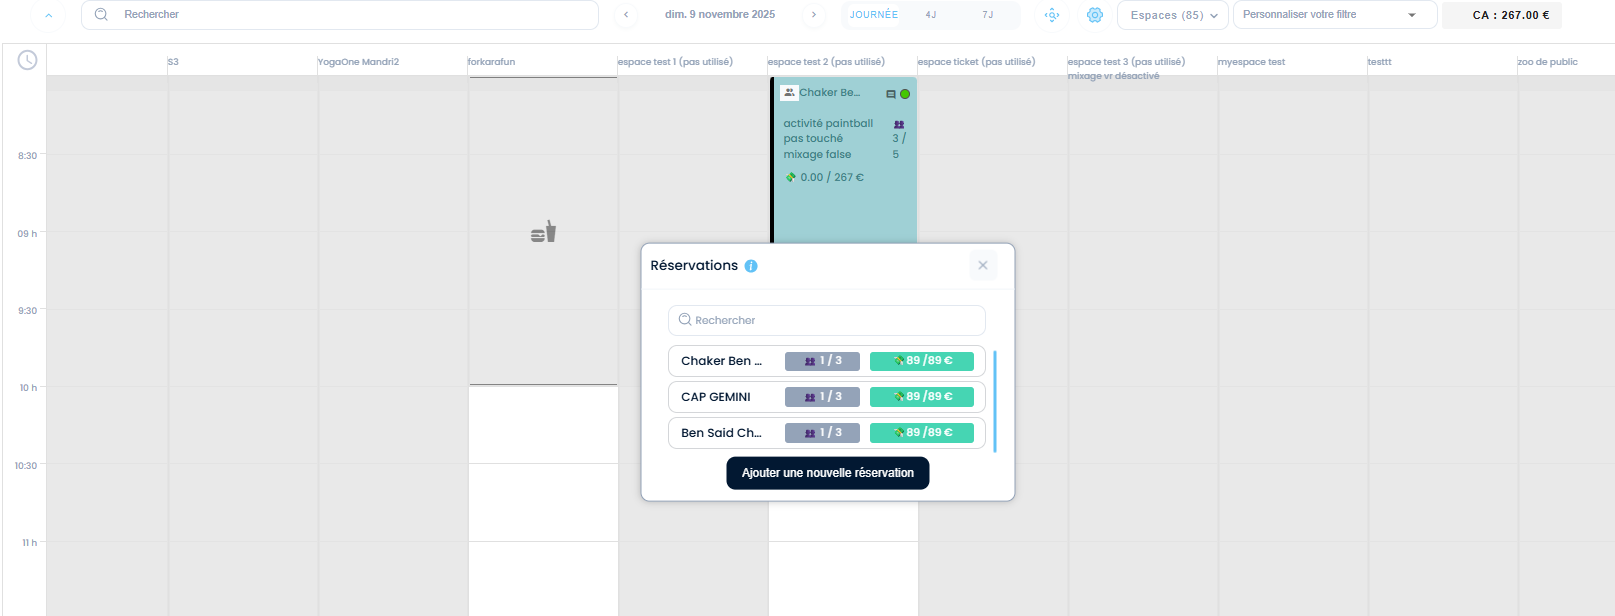 Rechercher
dim. 9 novembre 2025
JOURNÉE
4J
7J
Espaces (85)
Personnaliser votre filtre
CA : 267.00 €
S3
YogaOne Mandri2
forkarafun
espace test 1 (pas utilisé)
espace test 2 (pas utilisé)
espace ticket (pas utilisé)
espace test 3 (pas utilisé)
mixage vr désactivé
myespace test
testtt
zoo de public
Chaker Be...
activité paintball
pas touché
mixage false
3 /
5
0.00 / 267 €
8:30
09 h
9:30
10 h
10:30
11 h
Réservations
Rechercher
Chaker Ben ...
1 / 3
89 /89 €
CAP GEMINI
1 / 3
89 /89 €
Ben Said Ch...
1 / 3
89 /89 €
Ajouter une nouvelle réservation